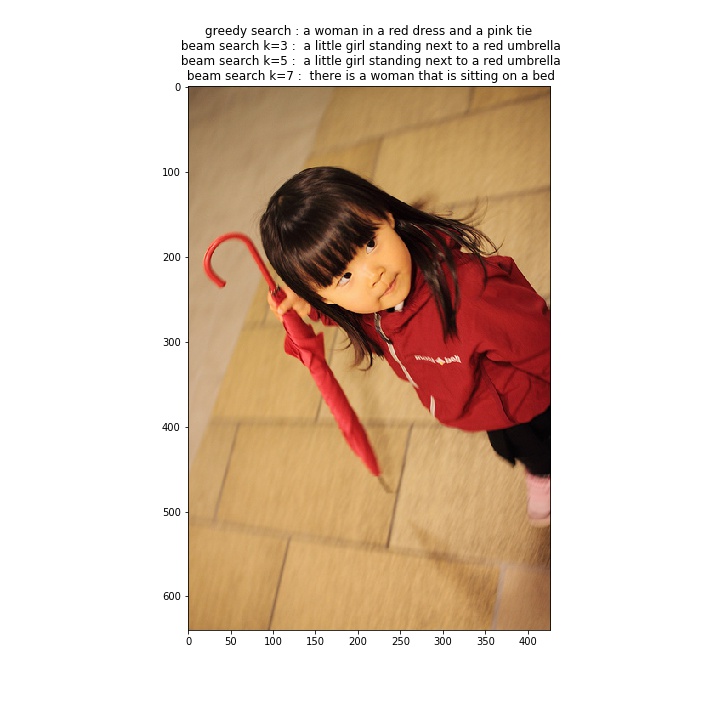 greedy search : a woman in a red dress and a pink tie
beam search k=3 :  a little girl standing next to a red umbrella
beam search k=5 :  a little girl standing next to a red umbrella
beam search k=7 :  there is a woman that is sitting on a bed
0
100
200
300
400
500
600
mont-bell
0 50 100 150 200 250 300 350 400